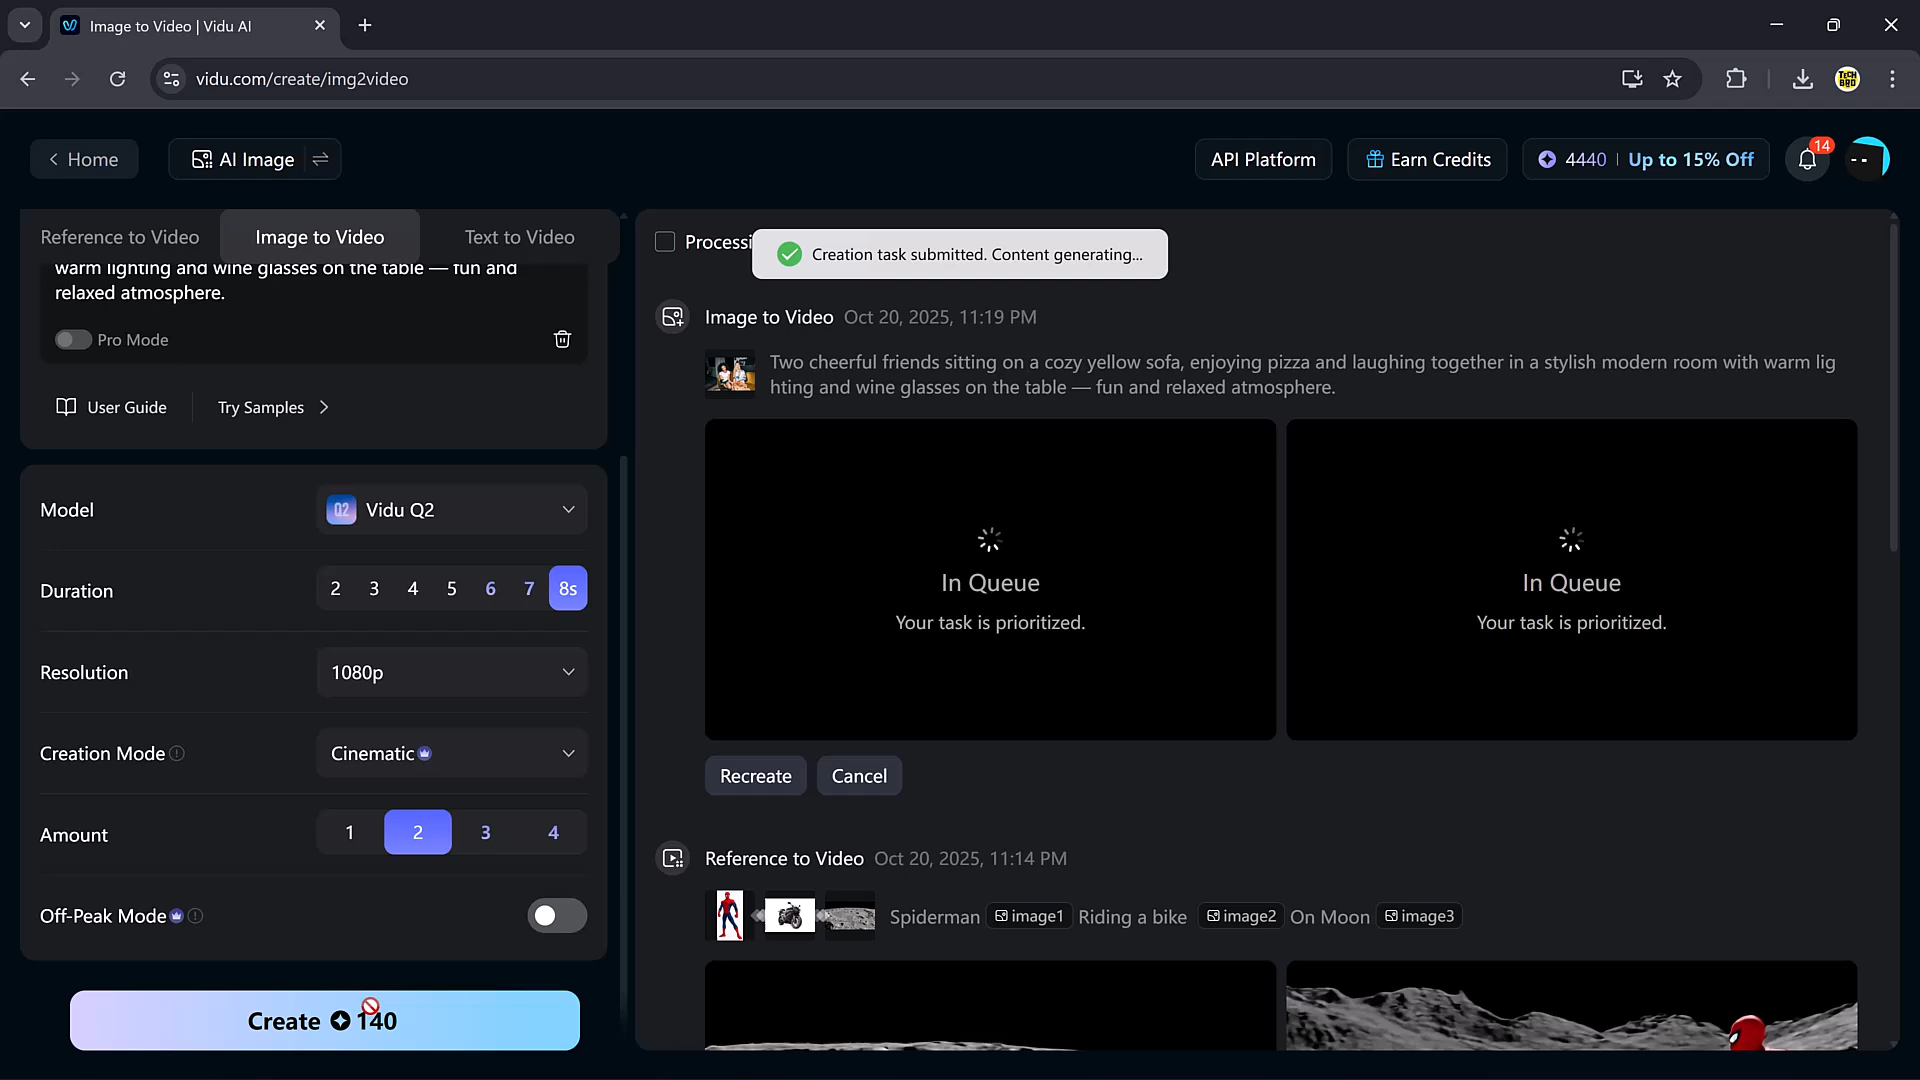 Image to Video | Vidu AI
vidu.com/create/img2video
TECH
BRO
Home
AI Image
API Platform
Earn Credits
4440 | Up to 15% Off
14
Reference to Video
Image to Video
Text to Video
warm lighting and wine glasses on the table — fun and
relaxed atmosphere.
Pro Mode
User Guide
Try Samples
Model
Q2 Vidu Q2
Duration
2 3 4 5 6 7 8s
Resolution
1080p
Creation Mode
Cinematic
Amount
1 2 3 4
Off-Peak Mode
Create 140
Processi
Creation task submitted. Content generating...
Image to Video Oct 20, 2025, 11:19 PM
Two cheerful friends sitting on a cozy yellow sofa, enjoying pizza and laughing together in a stylish modern room with warm lig
hting and wine glasses on the table — fun and relaxed atmosphere.
In Queue
Your task is prioritized.
In Queue
Your task is prioritized.
Recreate
Cancel
Reference to Video Oct 20, 2025, 11:14 PM
Spiderman image1 Riding a bike image2 On Moon image3